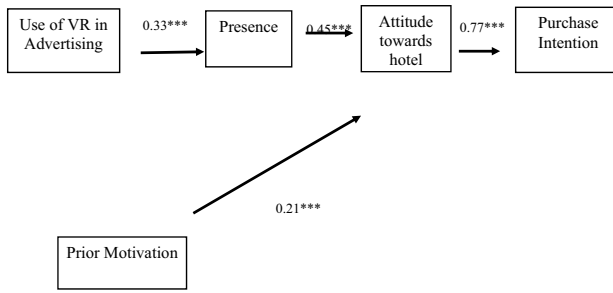 Use of VR in
Advertising
0.33***
Presence
0.45***
Attitude
towards
hotel
0.77***
Purchase
Intention
0.21***
Prior Motivation